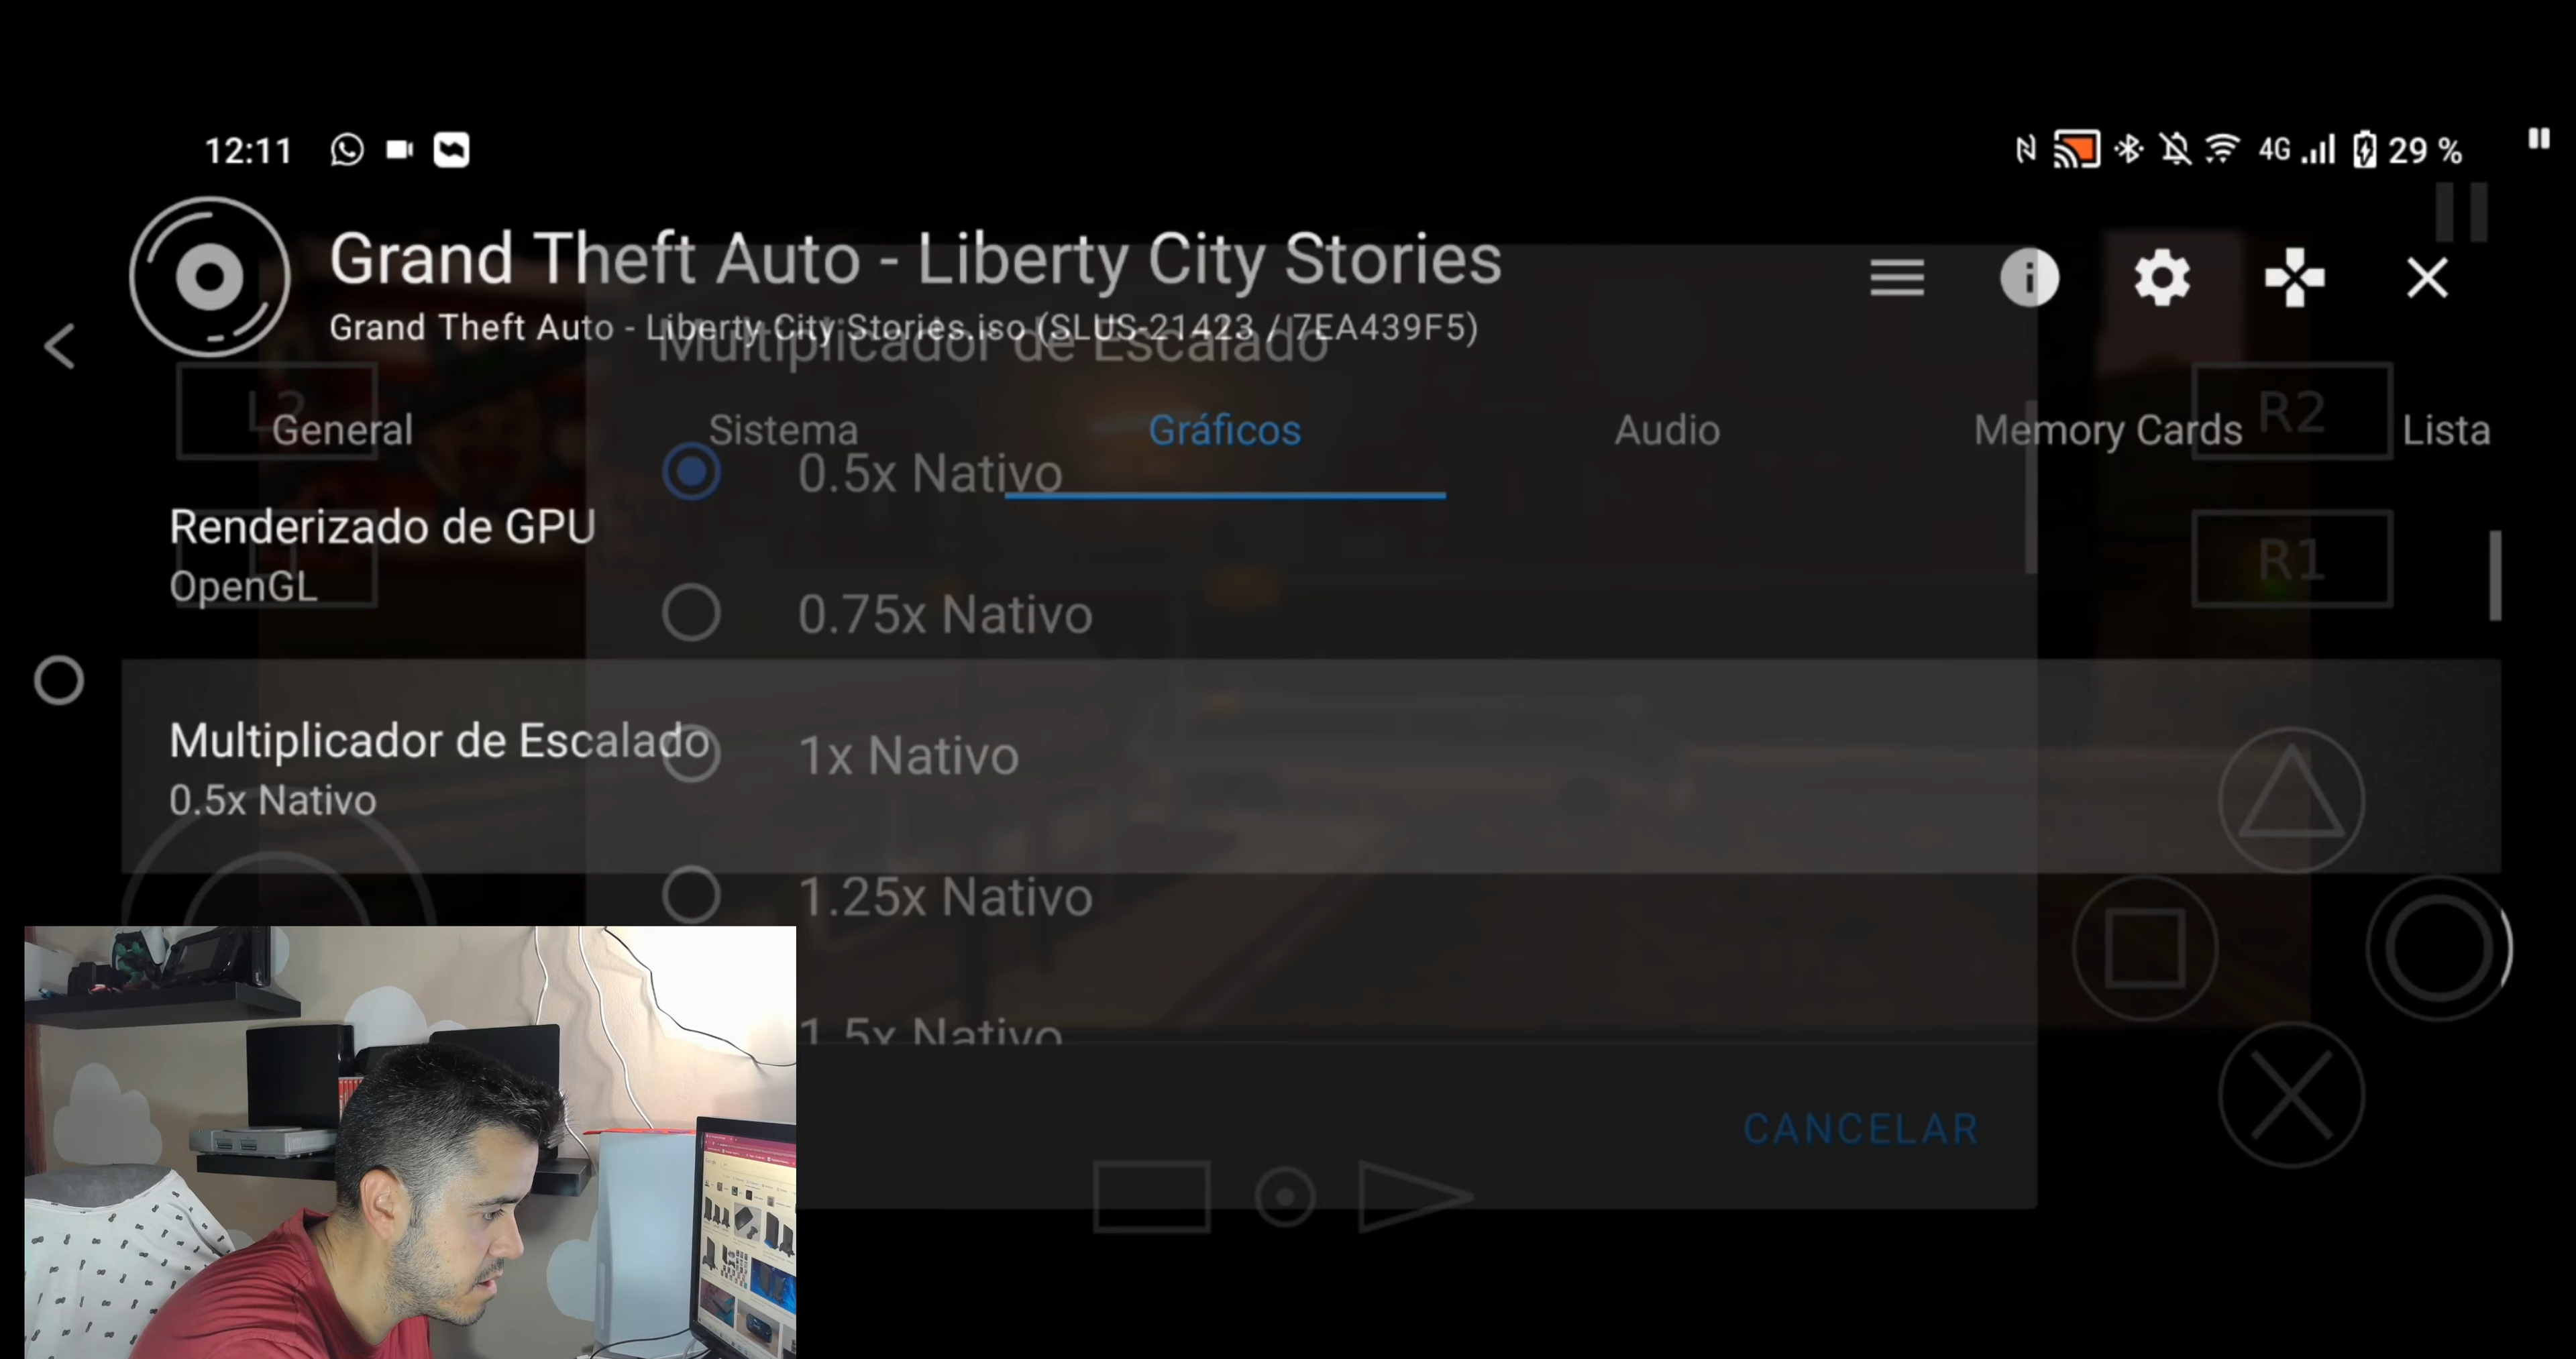 12:11
4G 29 %
Grand Theft Auto - Liberty City Stories
Grand Theft Auto - Liberty City Stories.iso (SLUS-21423 / 7EA439F5)
Multiplicador de Escalado
L2
R2
General
Sistema
Gráficos
Audio
Memory Cards
Lista
0.5x Nativo
Renderizado de GPU
OpenGL
R1
0.75x Nativo
Multiplicador de Escalado
0.5x Nativo
1x Nativo
1.25x Nativo
1.5x Nativo
CANCELAR